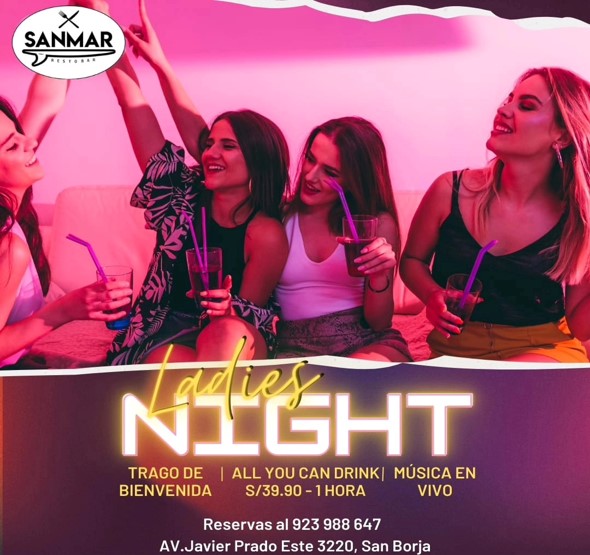 SANMAR
RESTOBAR
Ladies
NIGHT
TRAGO DE | ALL YOU CAN DRINK| MÚSICA EN
BIENVENIDA S/39.90 - 1 HORA VIVO
Reservas al 923 988 647
AV.Javier Prado Este 3220, San Borja